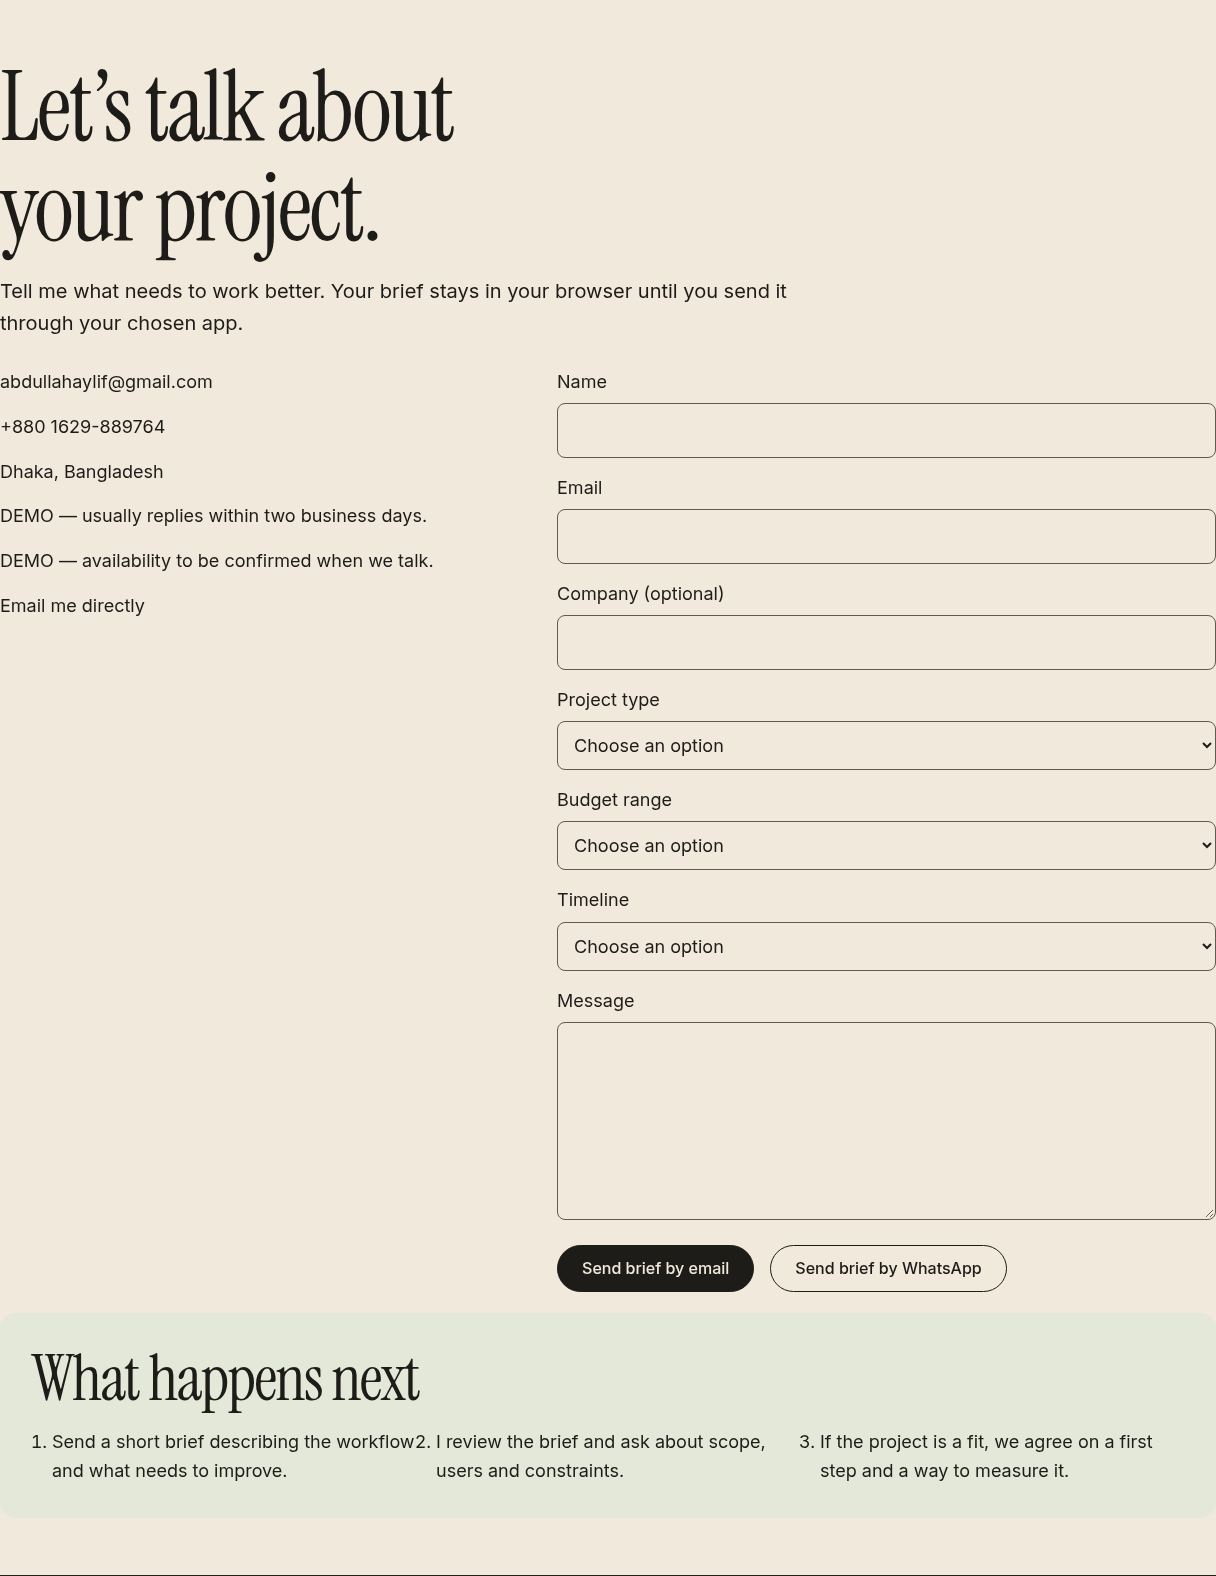 Let’s talk about
your project.
Tell me what needs to work better. Your brief stays in your browser until you send it
through your chosen app.
abdullahaylif@gmail.com
+880 1629-889764
Dhaka, Bangladesh
DEMO — usually replies within two business days.
DEMO — availability to be confirmed when we talk.
Email me directly
Name
Email
Company (optional)
Project type
Choose an option
Budget range
Choose an option
Timeline
Choose an option
Message
Send brief by email
Send brief by WhatsApp
What happens next
1. Send a short brief describing the workflow
and what needs to improve.
2. I review the brief and ask about scope,
users and constraints.
3. If the project is a fit, we agree on a first
step and a way to measure it.